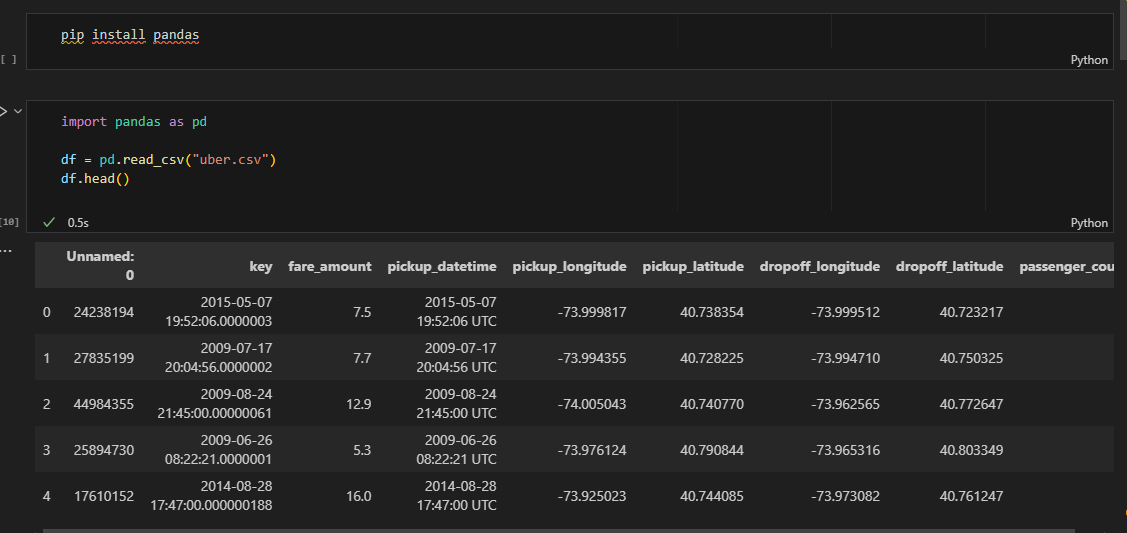 pip install pandas
[ ]
Python
import pandas as pd
df = pd.read_csv("uber.csv")
df.head()
[10]
0.5s
Python
...
Unnamed: 0 key fare_amount pickup_datetime pickup_longitude pickup_latitude dropoff_longitude dropoff_latitude passenger_cou
0 24238194 2015-05-07 19:52:06.0000003 7.5 2015-05-07 19:52:06 UTC -73.999817 40.738354 -73.999512 40.723217
1 27835199 2009-07-17 20:04:56.0000002 7.7 2009-07-17 20:04:56 UTC -73.994355 40.728225 -73.994710 40.750325
2 44984355 2009-08-24 21:45:00.00000061 12.9 2009-08-24 21:45:00 UTC -74.005043 40.740770 -73.962565 40.772647
3 25894730 2009-06-26 08:22:21.0000001 5.3 2009-06-26 08:22:21 UTC -73.976124 40.790844 -73.965316 40.803349
4 17610152 2014-08-28 17:47:00.000000188 16.0 2014-08-28 17:47:00 UTC -73.925023 40.744085 -73.973082 40.761247